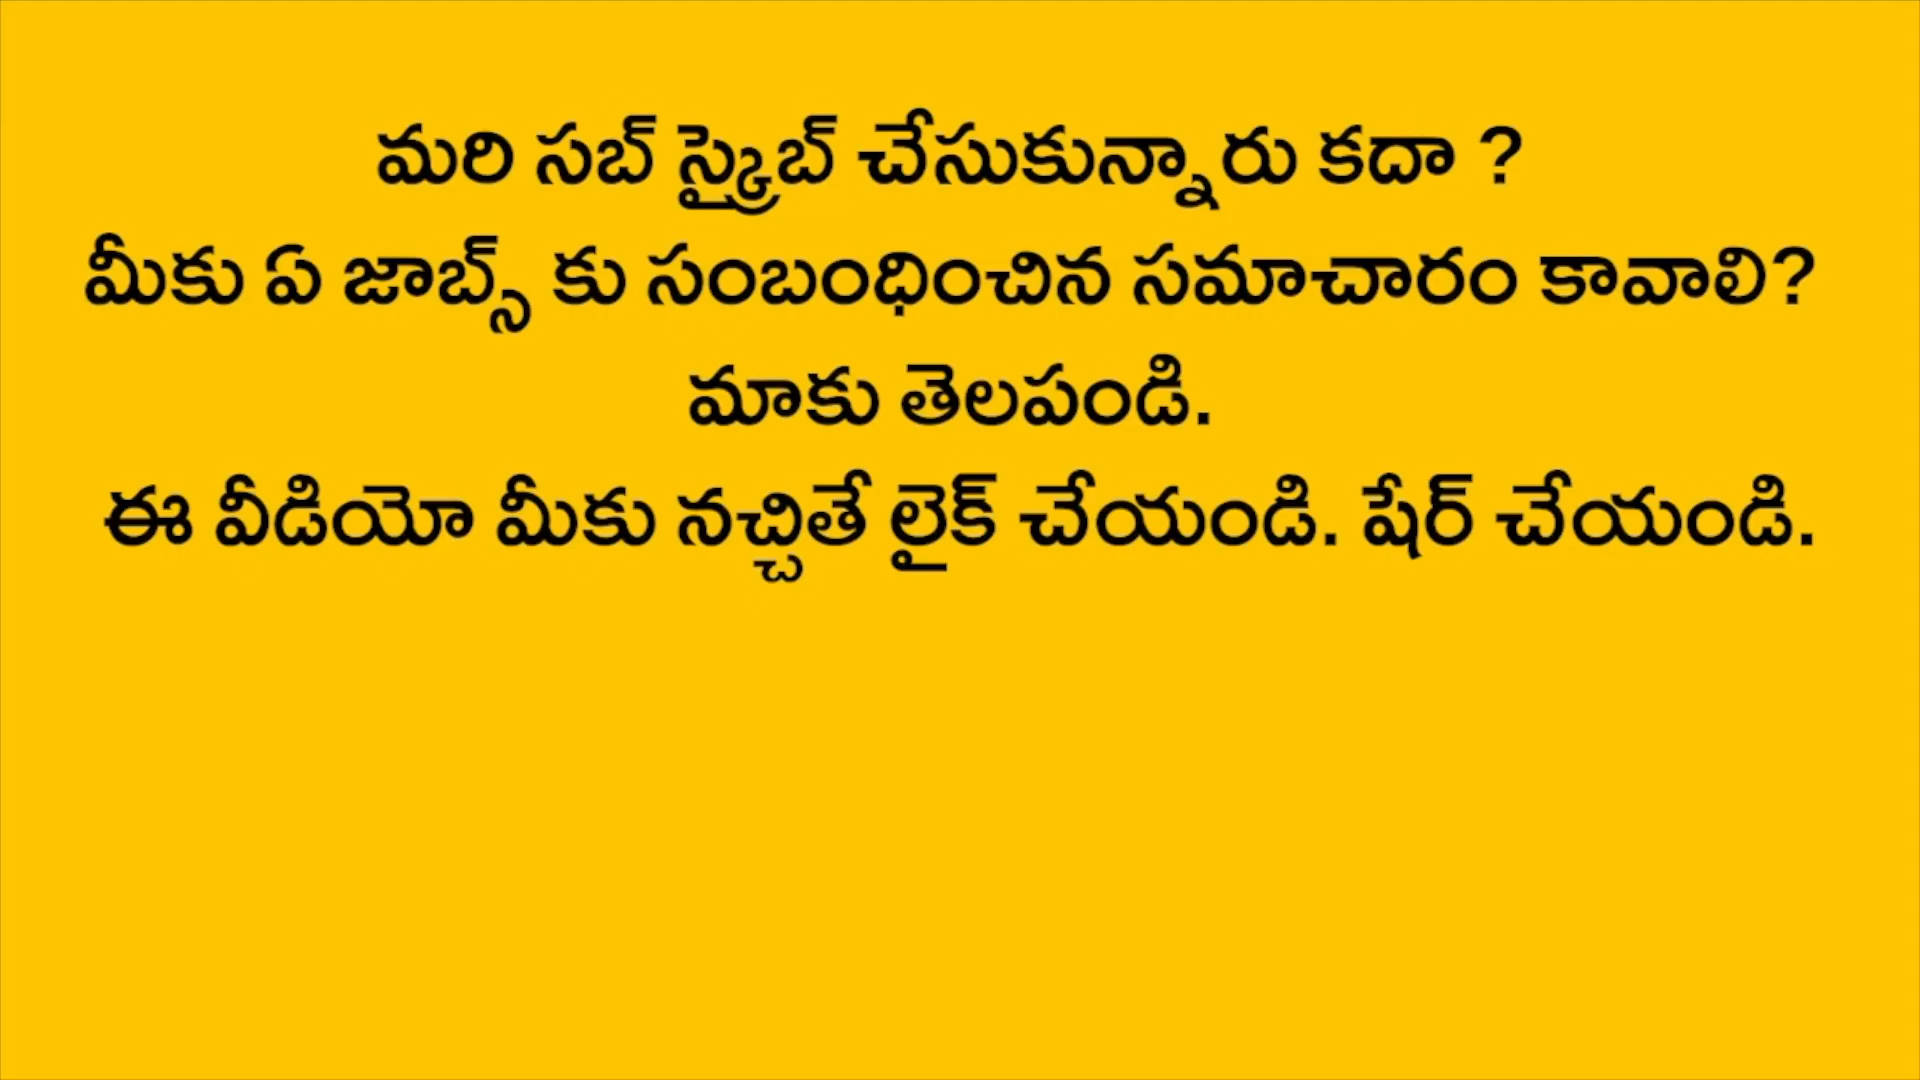 మరి సబ్ స్క్రైబ్ చేసుకున్నారు కదా ?
మీకు ఏ జాబ్స్ కు సంబంధించిన సమాచారం కావాలి?
మాకు తెలపండి.
ఈ వీడియో మీకు నచ్చితే లైక్ చేయండి. షేర్ చేయండి.